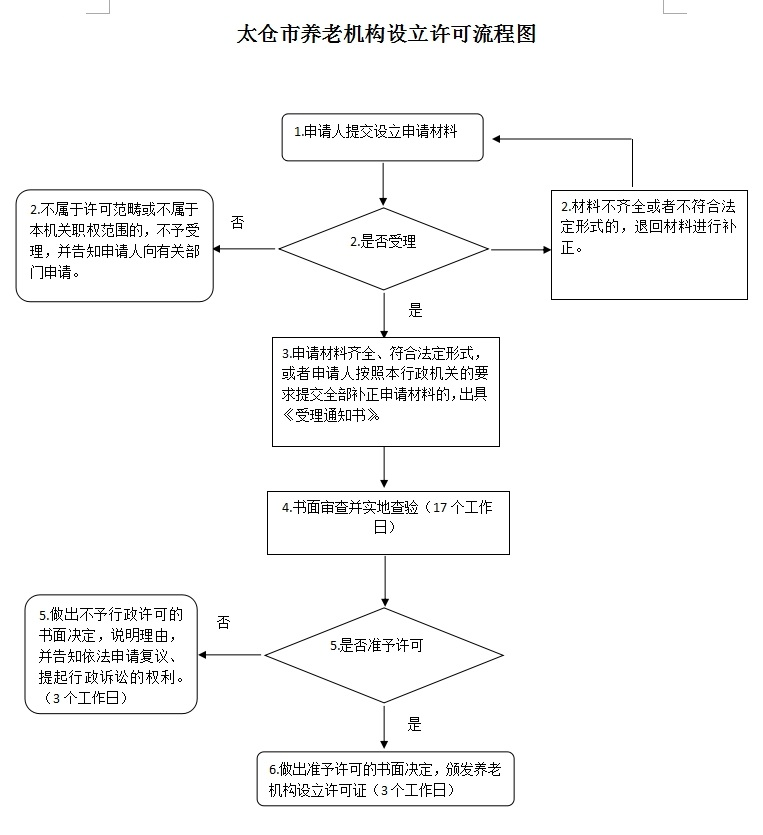 太仓市养老机构设立许可流程图
1.申请人提交设立申请材料
2.不属于许可范畴或不属于
本机关职权范围的，不予受
理，并告知申请人向有关部
门申请。
否
2.是否受理
2.材料不齐全或者不符合法
定形式的，退回材料进行补
正。
是
3.申请材料齐全、符合法定形式，
或者申请人按照本行政机关的要
求提交全部补正申请材料的，出具
《受理通知书》。
4.书面审查并实地查验（17个工作
日）
5.做出不予行政许可的
书面决定，说明理由，
并告知依法申请复议、
提起行政诉讼的权利。
（3个工作日）
否
5.是否准予许可
是
6.做出准予许可的书面决定，颁发养老
机构设立许可证（3个工作日）